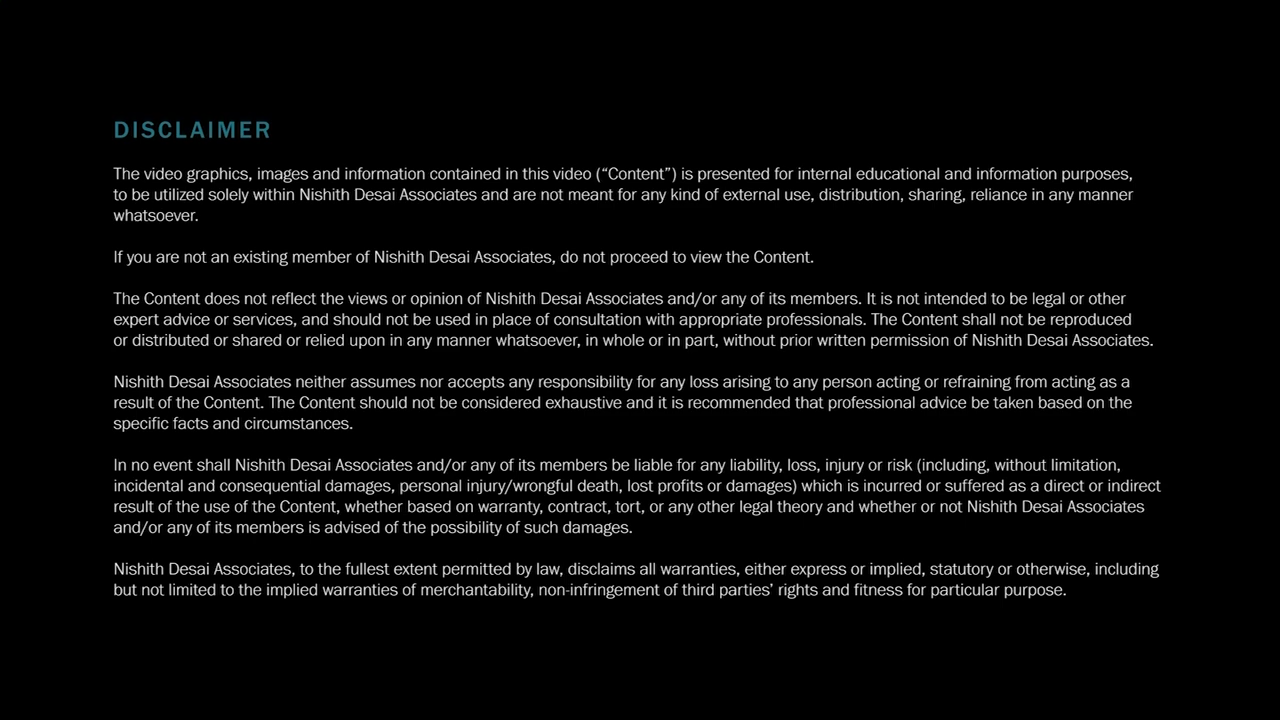 DISCLAIMER
The video graphics, images and information contained in this video (“Content”) is presented for internal educational and information purposes,
to be utilized solely within Nishith Desai Associates and are not meant for any kind of external use, distribution, sharing, reliance in any manner
whatsoever.
If you are not an existing member of Nishith Desai Associates, do not proceed to view the Content.
The Content does not reflect the views or opinion of Nishith Desai Associates and/or any of its members. It is not intended to be legal or other
expert advice or services, and should not be used in place of consultation with appropriate professionals. The Content shall not be reproduced
or distributed or shared or relied upon in any manner whatsoever, in whole or in part, without prior written permission of Nishith Desai Associates.
Nishith Desai Associates neither assumes nor accepts any responsibility for any loss arising to any person acting or refraining from acting as a
result of the Content. The Content should not be considered exhaustive and it is recommended that professional advice be taken based on the
specific facts and circumstances.
In no event shall Nishith Desai Associates and/or any of its members be liable for any liability, loss, injury or risk (including, without limitation,
incidental and consequential damages, personal injury/wrongful death, lost profits or damages) which is incurred or suffered as a direct or indirect
result of the use of the Content, whether based on warranty, contract, tort, or any other legal theory and whether or not Nishith Desai Associates
and/or any of its members is advised of the possibility of such damages.
Nishith Desai Associates, to the fullest extent permitted by law, disclaims all warranties, either express or implied, statutory or otherwise, including
but not limited to the implied warranties of merchantability, non-infringement of third parties’ rights and fitness for particular purpose.